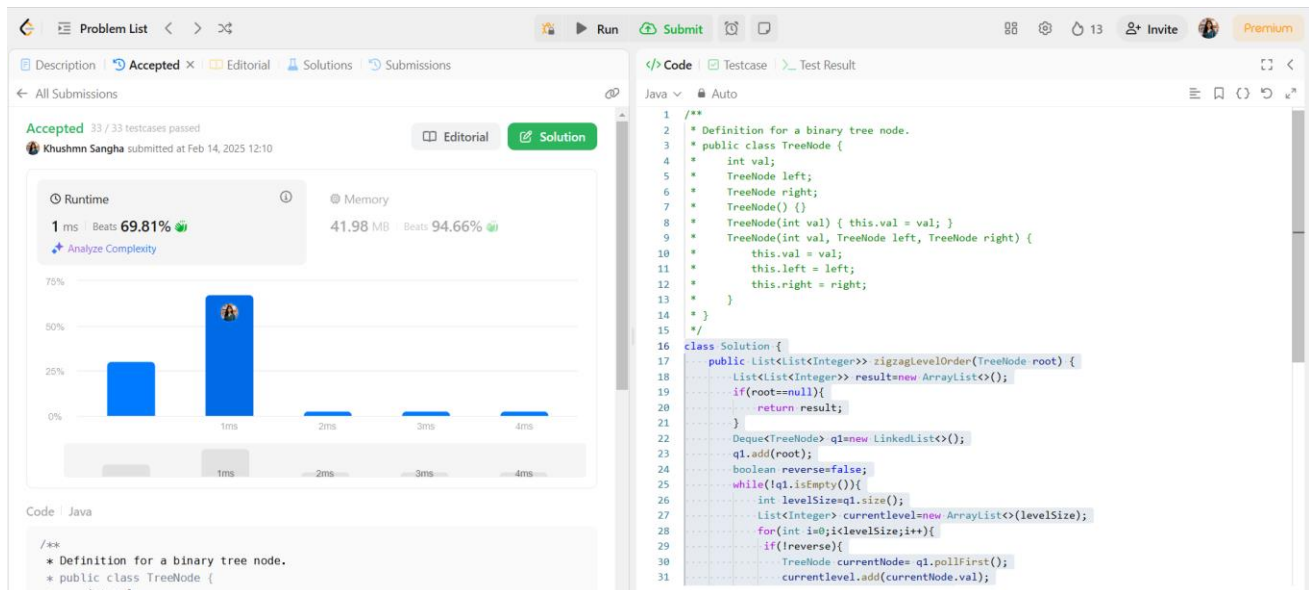 Problem List
Run
Submit
13
Invite
Premium
Description
Accepted
Editorial
Solutions
Submissions
All Submissions
Accepted 33 / 33 testcases passed
Khushmn Sangha submitted at Feb 14, 2025 12:10
Editorial
Solution
Runtime
1 ms Beats 69.81%
Analyze Complexity
Memory
41.98 MB Beats 94.66%
75%
50%
25%
0%
1ms 2ms 3ms 4ms
1ms 2ms 3ms 4ms
Code Java
/**
* Definition for a binary tree node.
* public class TreeNode {
</> Code
Testcase
>_ Test Result
Java
Auto
1 /**
2 * Definition for a binary tree node.
3 * public class TreeNode {
4 *     int val;
5 *     TreeNode left;
6 *     TreeNode right;
7 *     TreeNode() {}
8 *     TreeNode(int val) { this.val = val; }
9 *     TreeNode(int val, TreeNode left, TreeNode right) {
10 *         this.val = val;
11 *         this.left = left;
12 *         this.right = right;
13 *     }
14 * }
15 */
16 class Solution {
17     public List<List<Integer>> zigzagLevelOrder(TreeNode root) {
18         List<List<Integer>> result=new ArrayList<>();
19         if(root==null){
20             return result;
21         }
22         Deque<TreeNode> q1=new LinkedList<>();
23         q1.add(root);
24         boolean reverse=false;
25         while(!q1.isEmpty()){
26             int levelSize=q1.size();
27             List<Integer> currentlevel=new ArrayList<>(levelSize);
28             for(int i=0;i<levelSize;i++){
29              if(!reverse){
30                 TreeNode currentNode= q1.pollFirst();
31                 currentlevel.add(currentNode.val);